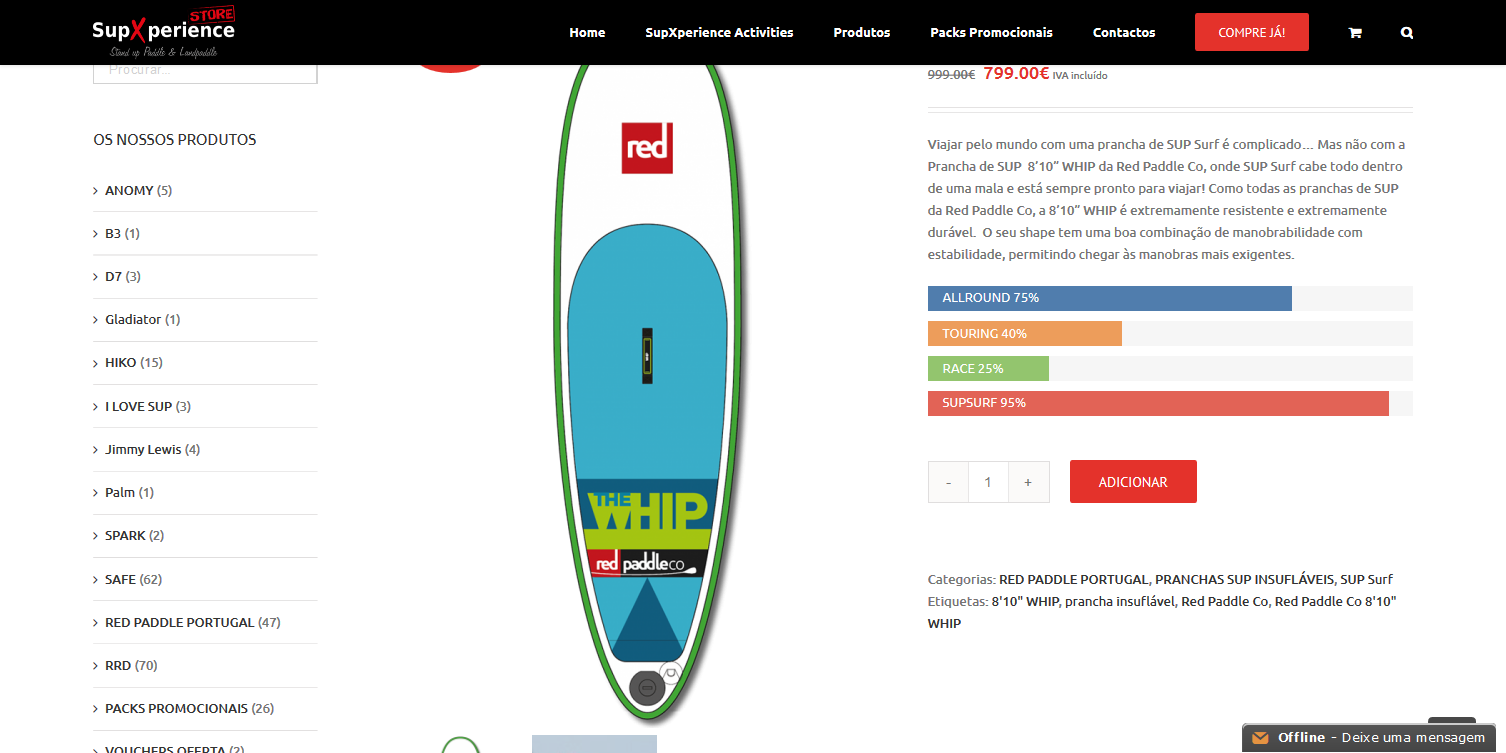 STORE
SupXperience
Stand up Paddle & Landpaddle
Home
SupXperience Activities
Produtos
Packs Promocionais
Contactos
COMPRE JÁ!
Procurar...
OS NOSSOS PRODUTOS
ANOMY (5)
B3 (1)
D7 (3)
Gladiator (1)
HIKO (15)
I LOVE SUP (3)
Jimmy Lewis (4)
Palm (1)
SPARK (2)
SAFE (62)
RED PADDLE PORTUGAL (47)
RRD (70)
PACKS PROMOCIONAIS (26)
VOUCHERS OFERTA (2)
red
THE
WHIP
red paddle co
999.00€ 799.00€ IVA incluído
Viajar pelo mundo com uma prancha de SUP Surf é complicado… Mas não com a
Prancha de SUP  8’10” WHIP da Red Paddle Co, onde SUP Surf cabe todo dentro
de uma mala e está sempre pronto para viajar! Como todas as pranchas de SUP
da Red Paddle Co, a 8’10” WHIP é extremamente resistente e extremamente
durável.  O seu shape tem uma boa combinação de manobrabilidade com
estabilidade, permitindo chegar às manobras mais exigentes.
ALLROUND 75%
TOURING 40%
RACE 25%
SUPSURF 95%
- 1 +
ADICIONAR
Categorias: RED PADDLE PORTUGAL, PRANCHAS SUP INSUFLÁVEIS, SUP Surf
Etiquetas: 8'10" WHIP, prancha insuflável, Red Paddle Co, Red Paddle Co 8'10"
WHIP
Offline - Deixe uma mensagem